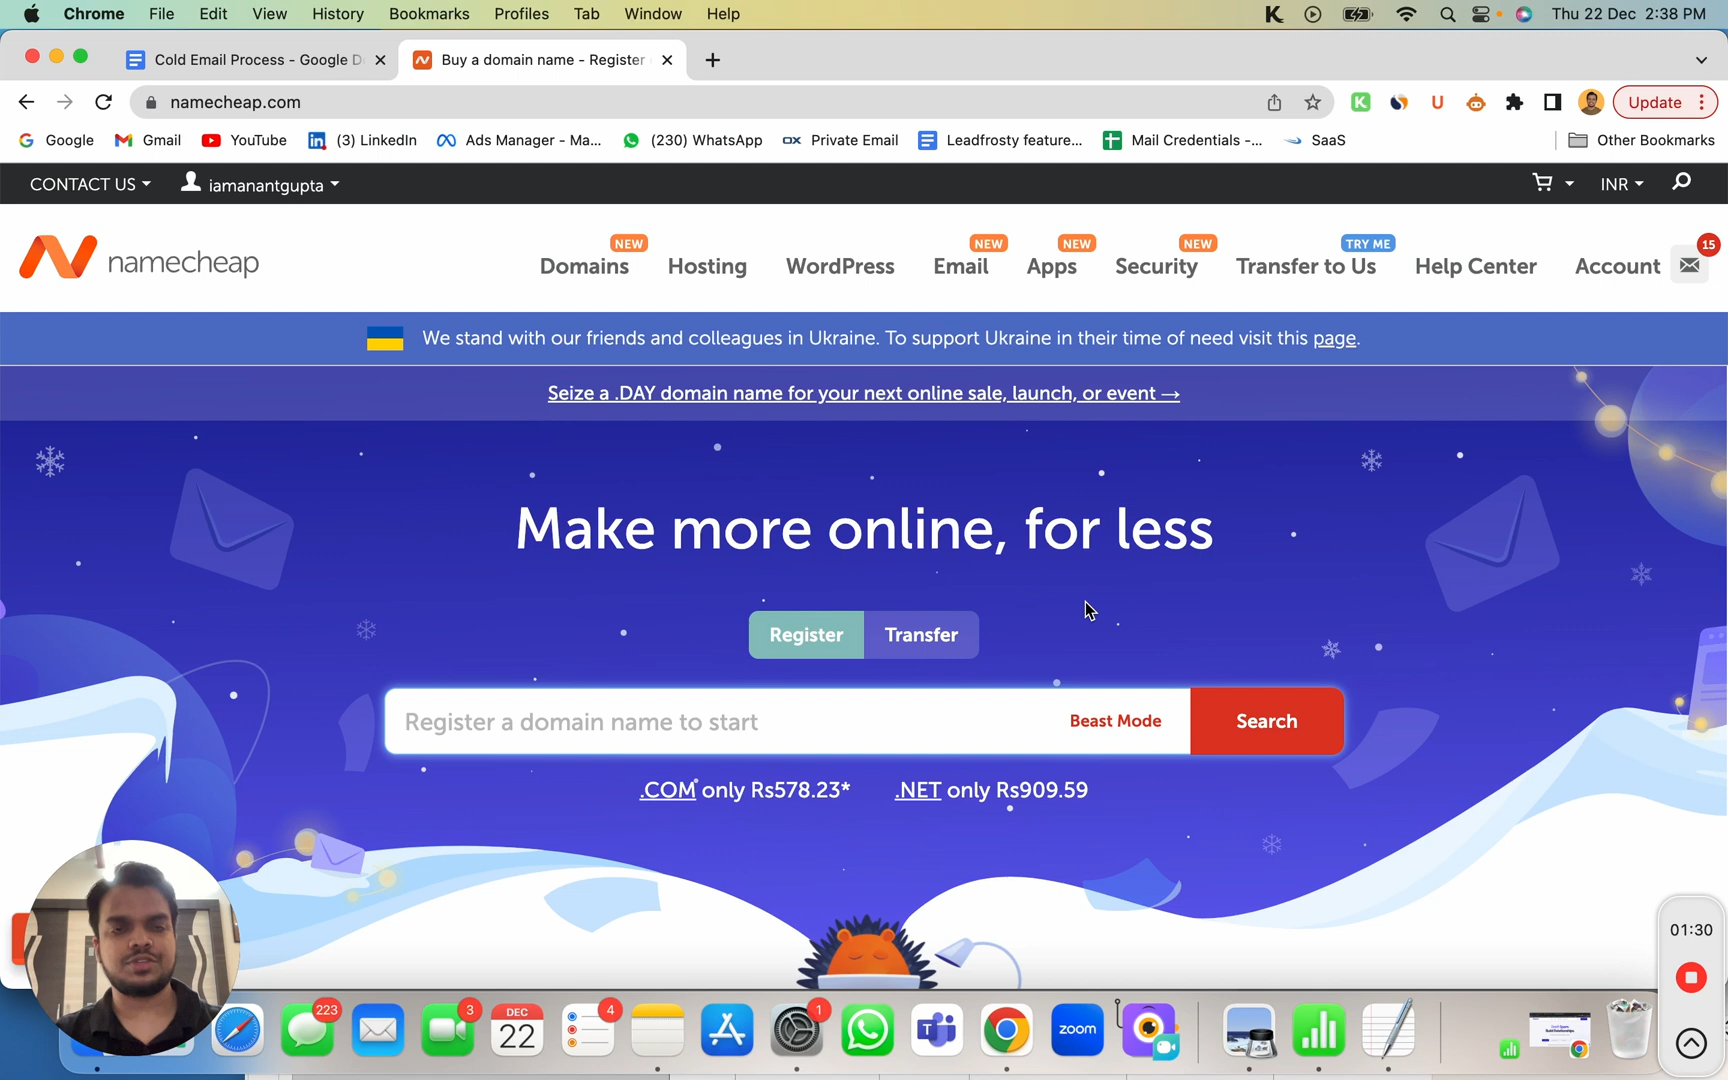 Chrome File Edit View History Bookmarks Profiles Tab Window Help Thu 22 Dec 2:38 PM
Cold Email Process - Google D
Buy a domain name - Register
namecheap.com
Update
Google Gmail YouTube (3) LinkedIn Ads Manager - Ma... (230) WhatsApp Private Email Leadfrosty feature... Mail Credentials -... SaaS Other Bookmarks
CONTACT US iamanantgupta INR
NEW NEW NEW NEW TRY ME 15
namecheap Domains Hosting WordPress Email Apps Security Transfer to Us Help Center Account
We stand with our friends and colleagues in Ukraine. To support Ukraine in their time of need visit this page.
Seize a .DAY domain name for your next online sale, launch, or event →
Make more online, for less
Register Transfer
Register a domain name to start Beast Mode Search
.COM only Rs578.23* .NET only Rs909.59
01:30
223 3 DEC 4 1
22 zoom